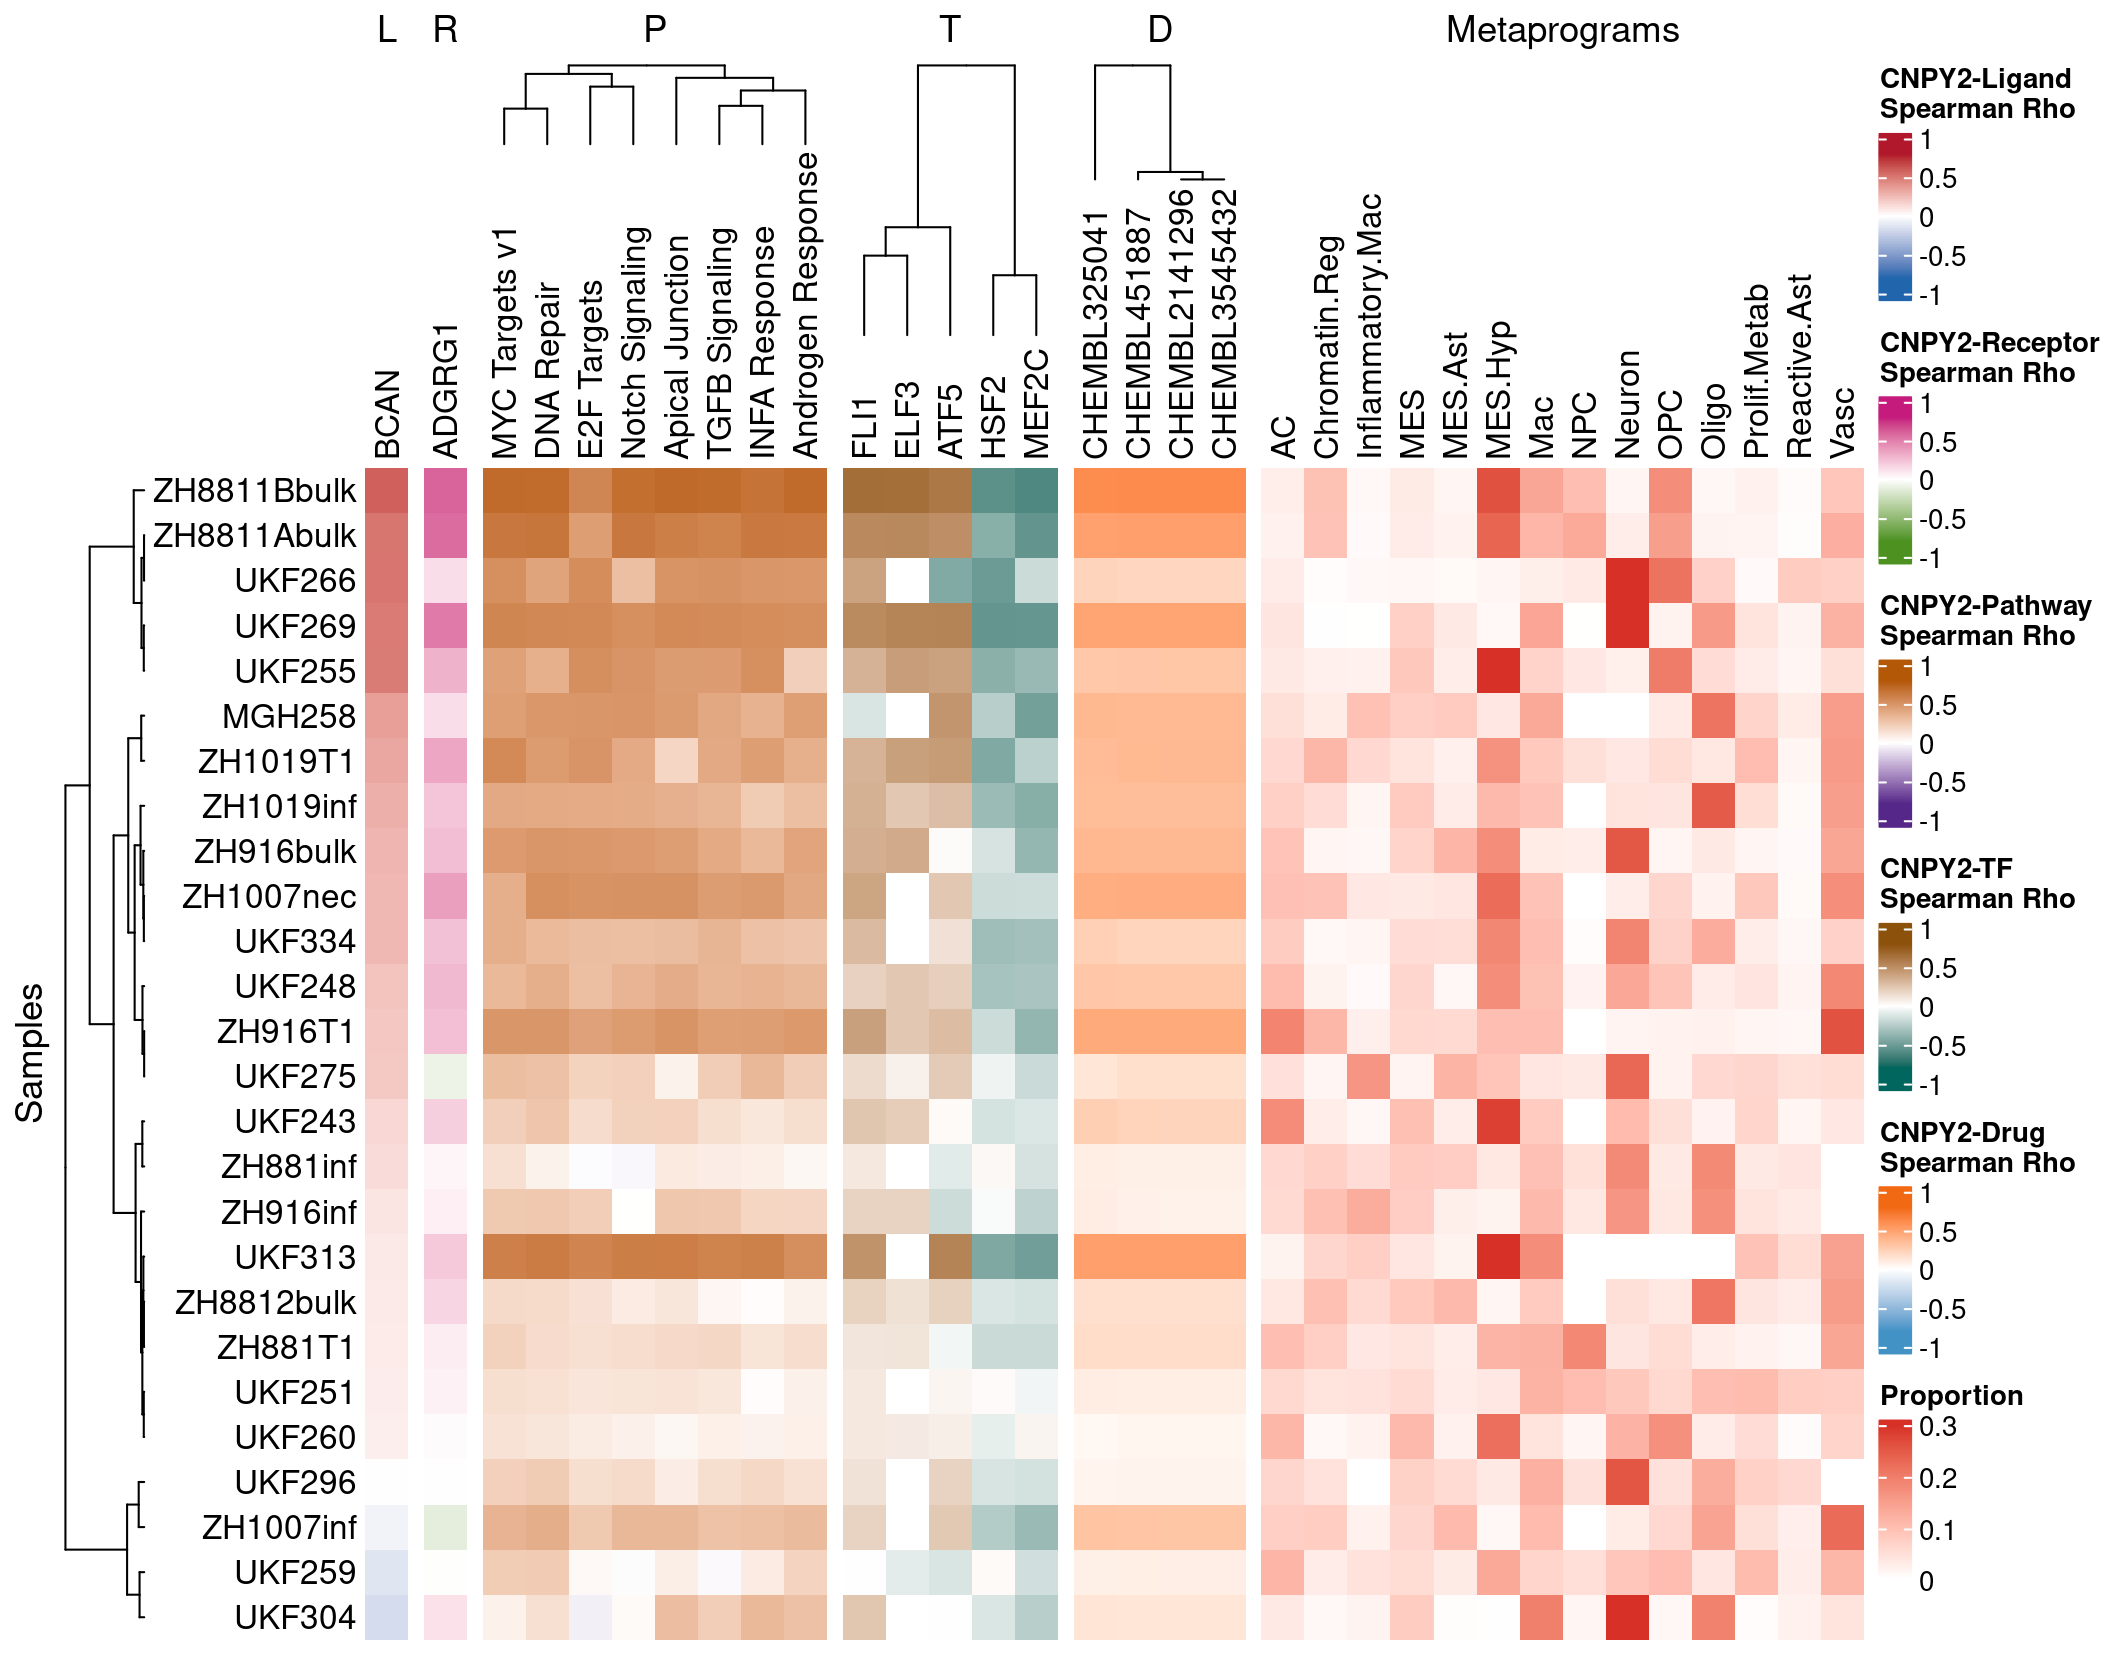 L R P T D Metaprograms
BCAN
ADGRG1
MYC Targets v1
DNA Repair
E2F Targets
Notch Signaling
Apical Junction
TGFB Signaling
INFA Response
Androgen Response
FLI1
ELF3
ATF5
HSF2
MEF2C
CHEMBL325041
CHEMBL451887
CHEMBL2141296
CHEMBL3545432
AC
Chromatin.Reg
Inflammatory.Mac
MES
MES.Ast
MES.Hyp
Mac
NPC
Neuron
OPC
Oligo
Prolif.Metab
Reactive.Ast
Vasc
Samples
ZH8811Bbulk
ZH8811Abulk
UKF266
UKF269
UKF255
MGH258
ZH1019T1
ZH1019inf
ZH916bulk
ZH1007nec
UKF334
UKF248
ZH916T1
UKF275
UKF243
ZH881inf
ZH916inf
UKF313
ZH8812bulk
ZH881T1
UKF251
UKF260
UKF296
ZH1007inf
UKF259
UKF304
CNPY2-Ligand
Spearman Rho
1
0.5
0
-0.5
-1
CNPY2-Receptor
Spearman Rho
1
0.5
0
-0.5
-1
CNPY2-Pathway
Spearman Rho
1
0.5
0
-0.5
-1
CNPY2-TF
Spearman Rho
1
0.5
0
-0.5
-1
CNPY2-Drug
Spearman Rho
1
0.5
0
-0.5
-1
Proportion
0.3
0.2
0.1
0